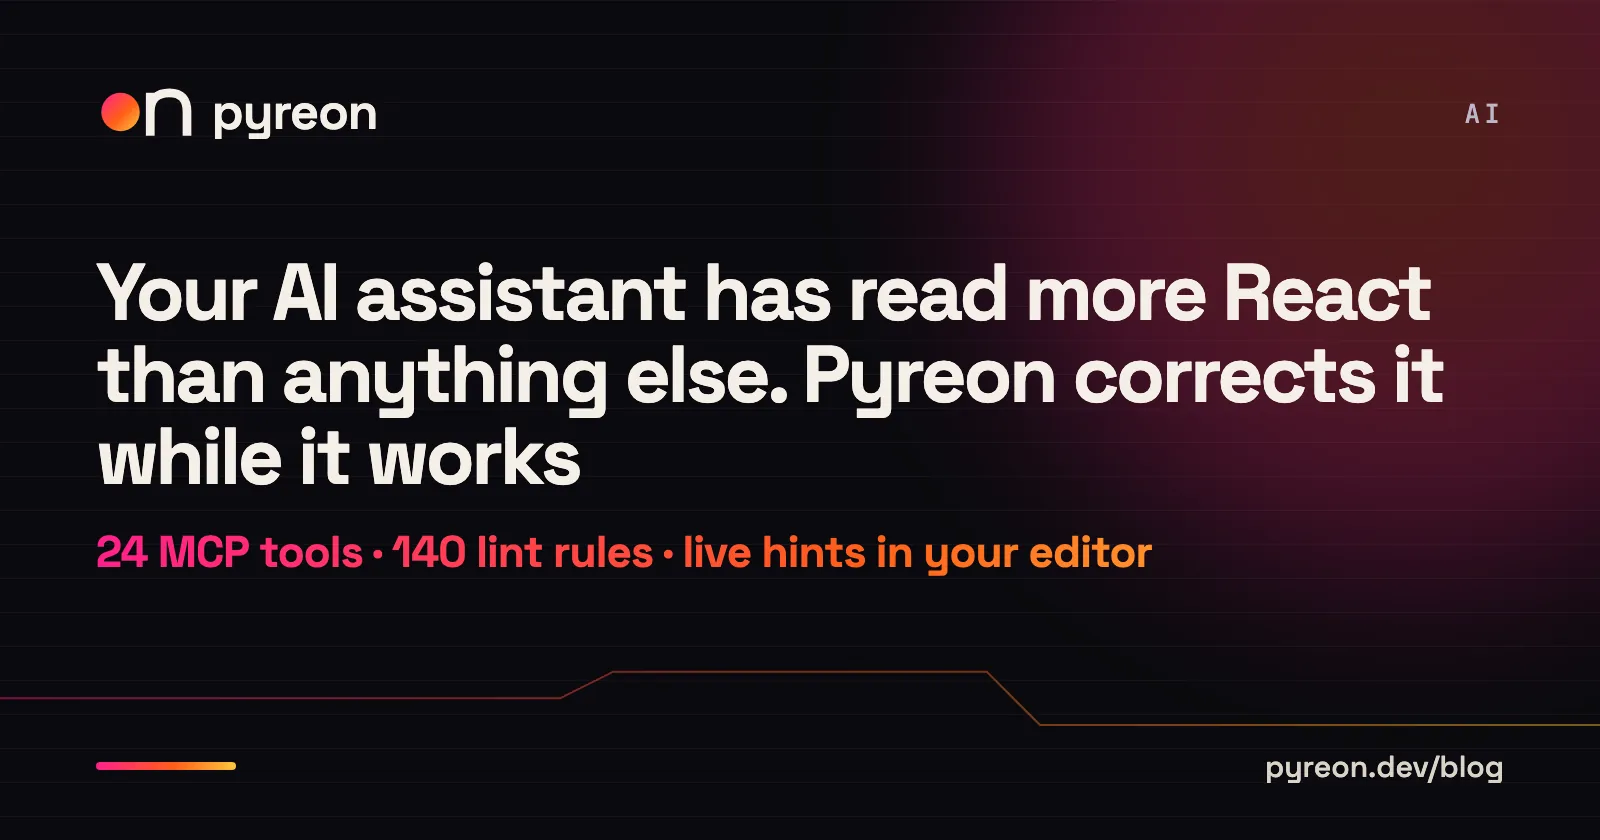 pyreon
AI
Your AI assistant has read more React
than anything else. Pyreon corrects it
while it works
24 MCP tools · 140 lint rules · live hints in your editor
pyreon.dev/blog